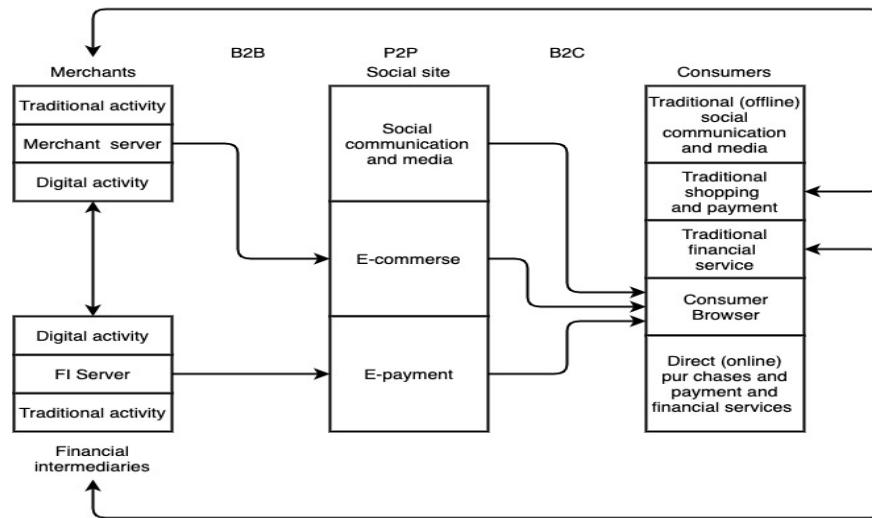 B2B
P2P
B2C
Merchants
Social site
Consumers
Traditional activity
Merchant server
Digital activity
Social
communication
and media
E-commerse
E-payment
Traditional (offline)
social
communication
and media
Traditional
shopping
and payment
Traditional
financial
service
Consumer
Browser
Direct (online)
pur chases and
payment and
financial services
Digital activity
FI Server
Traditional activity
Financial
intermediaries